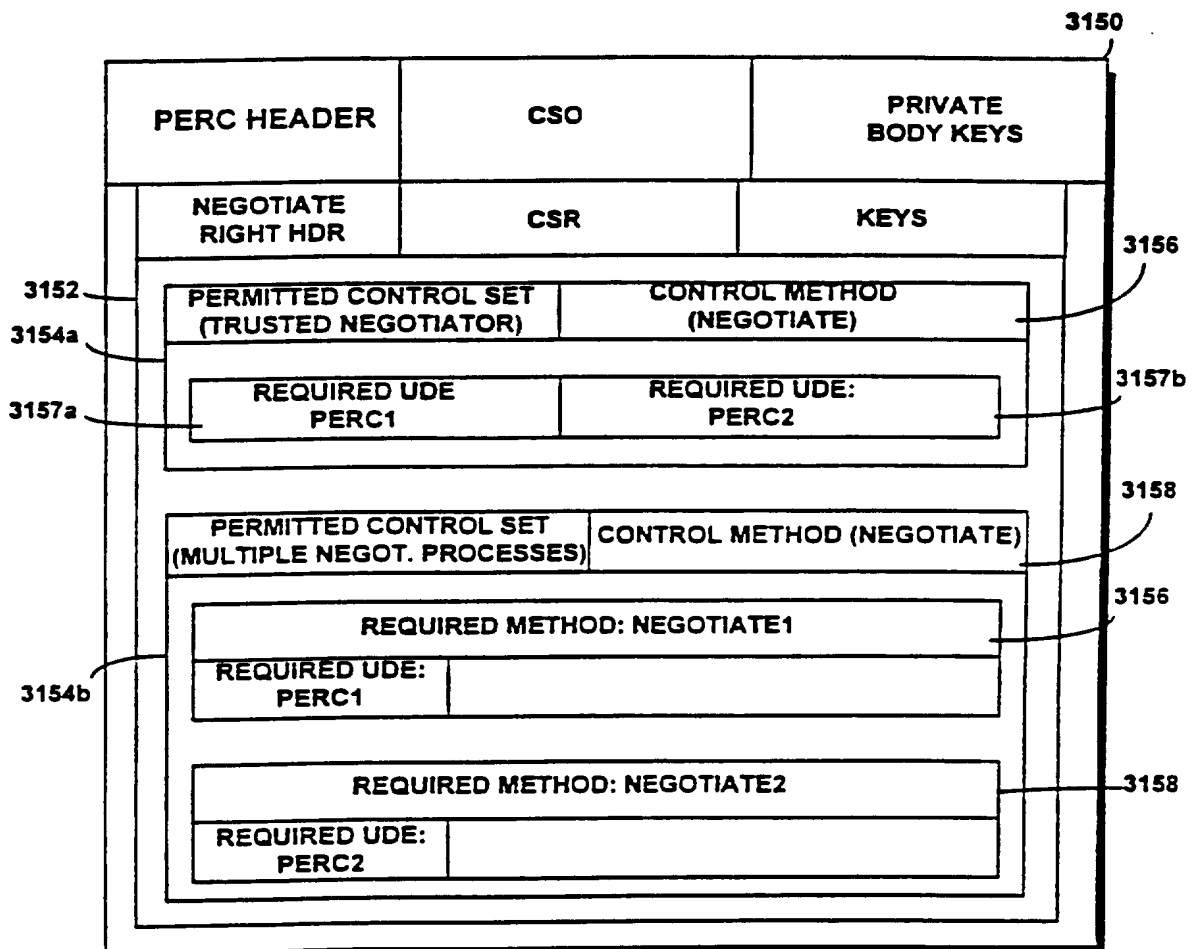 3150
PERC HEADER
CSO
PRIVATE
BODY KEYS
NEGOTIATE
RIGHT HDR
CSR
KEYS
3156
3152
PERMITTED CONTROL SET
(TRUSTED NEGOTIATOR)
CONTROL METHOD
(NEGOTIATE)
3154a
3157a
REQUIRED UDE
PERC1
REQUIRED UDE:
PERC2
3157b
3158
PERMITTED CONTROL SET
(MULTIPLE NEGOT. PROCESSES)
CONTROL METHOD (NEGOTIATE)
3156
REQUIRED METHOD: NEGOTIATE1
REQUIRED UDE:
PERC1
3154b
REQUIRED METHOD: NEGOTIATE2
3158
REQUIRED UDE:
PERC2